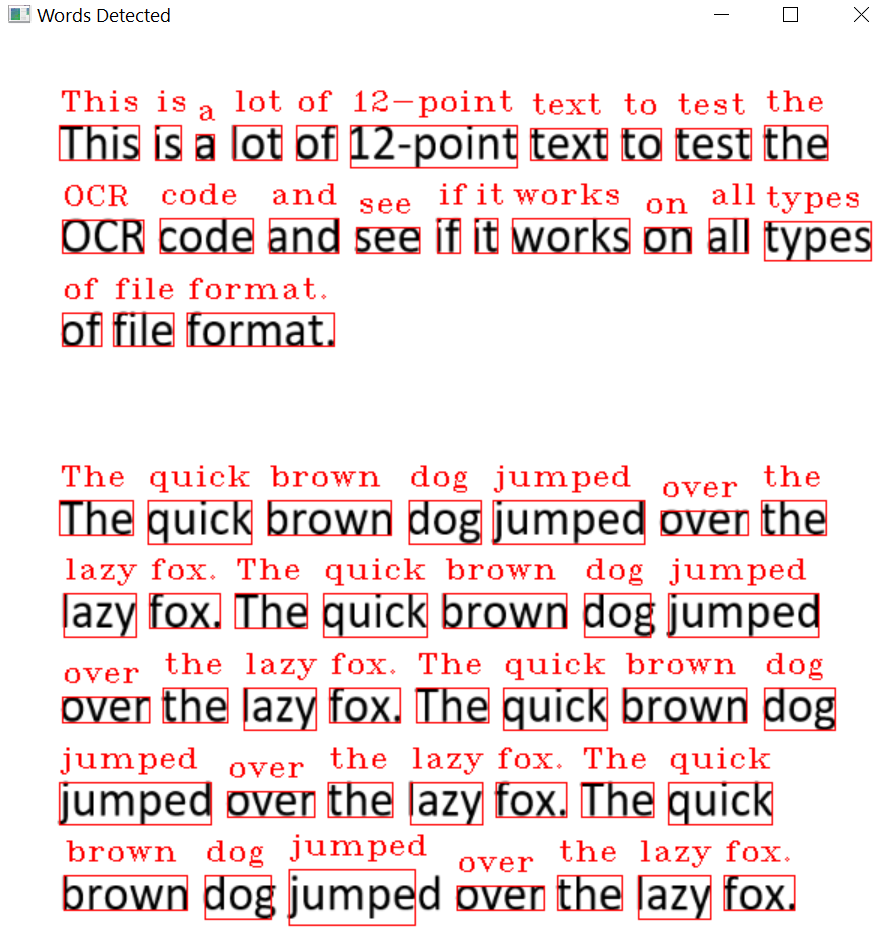 Words Detected
This is a lot of 12-point text to test the
This is a lot of 12-point text to test the
OCR code and see if it works on all types
OCR code and see if it works on all types
of file format.
of file format.
The quick brown dog jumped over the
The quick brown dog jumped over the
lazy fox. The quick brown dog jumped
lazy fox. The quick brown dog jumped
over the lazy fox. The quick brown dog
over the lazy fox. The quick brown dog
jumped over the lazy fox. The quick
jumped over the lazy fox. The quick
brown dog jumped over the lazy fox.
brown dog jumped over the lazy fox.